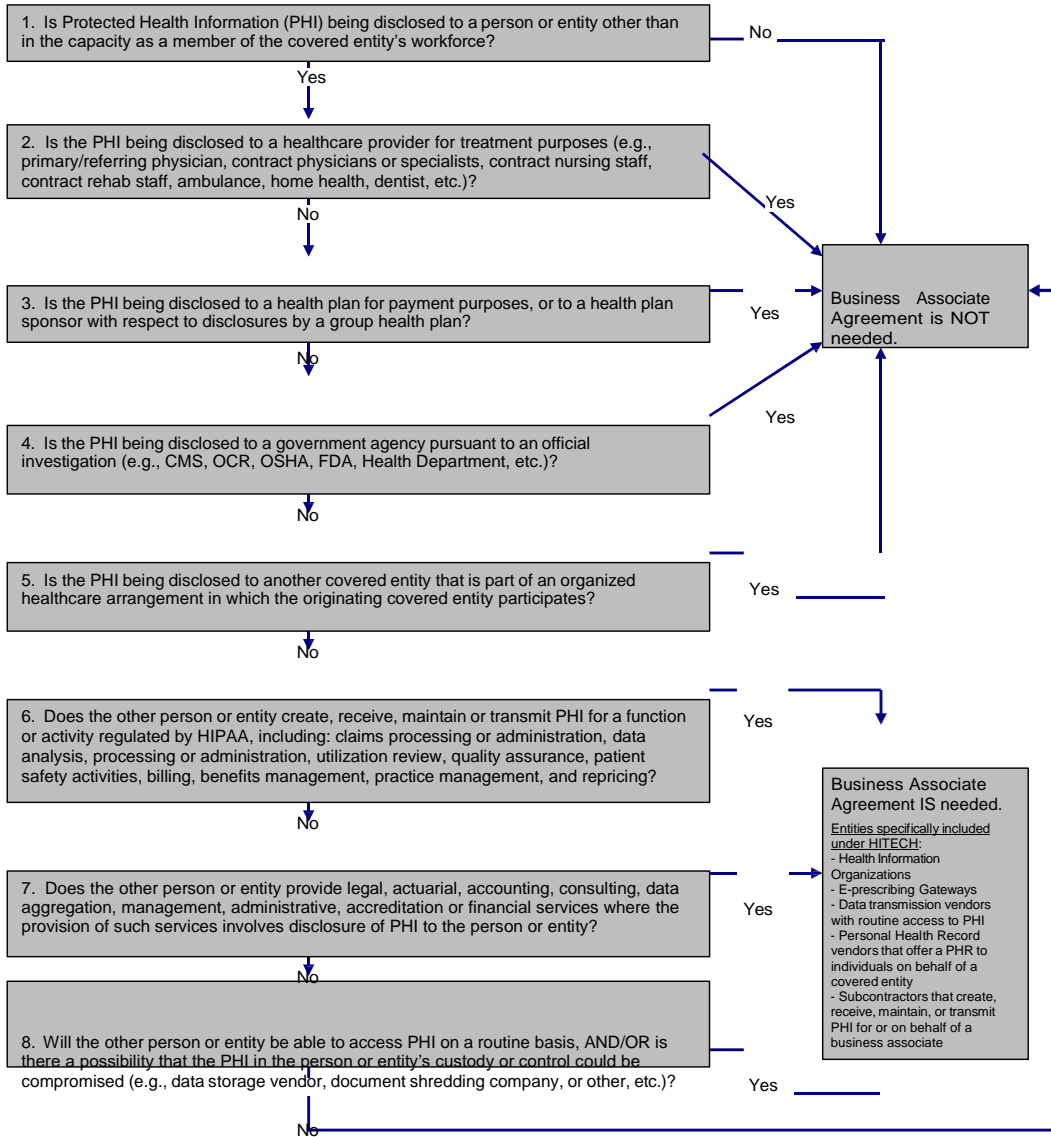 1. Is Protected Health Information (PHI) being disclosed to a person or entity other than
in the capacity as a member of the covered entity's workforce?
No
Yes
2. Is the PHI being disclosed to a healthcare provider for treatment purposes (e.g.,
primary/referring physician, contract physicians or specialists, contract nursing staff,
contract rehab staff, ambulance, home health, dentist, etc.)?
Yes
No
3. Is the PHI being disclosed to a health plan for payment purposes, or to a health plan
sponsor with respect to disclosures by a group health plan?
Yes
No
Business Associate
Agreement is NOT
needed.
4. Is the PHI being disclosed to a government agency pursuant to an official
investigation (e.g., CMS, OCR, OSHA, FDA, Health Department, etc.)?
Yes
No
5. Is the PHI being disclosed to another covered entity that is part of an organized
healthcare arrangement in which the originating covered entity participates?
Yes
No
6. Does the other person or entity create, receive, maintain or transmit PHI for a function
or activity regulated by HIPAA, including: claims processing or administration, data
analysis, processing or administration, utilization review, quality assurance, patient
safety activities, billing, benefits management, practice management, and repricing?
Yes
No
7. Does the other person or entity provide legal, actuarial, accounting, consulting, data
aggregation, management, administrative, accreditation or financial services where the
provision of such services involves disclosure of PHI to the person or entity?
Yes
No
Business Associate
Agreement IS needed.
Entities specifically included
under HITECH:
- Health Information
Organizations
- E-prescribing Gateways
- Data transmission vendors
with routine access to PHI
- Personal Health Record
vendors that offer a PHR to
individuals on behalf of a
covered entity
- Subcontractors that create,
receive, maintain, or transmit
PHI for or on behalf of a
business associate
8. Will the other person or entity be able to access PHI on a routine basis, AND/OR is
there a possibility that the PHI in the person or entity's custody or control could be
compromised (e.g., data storage vendor, document shredding company, or other, etc.)?
Yes
No